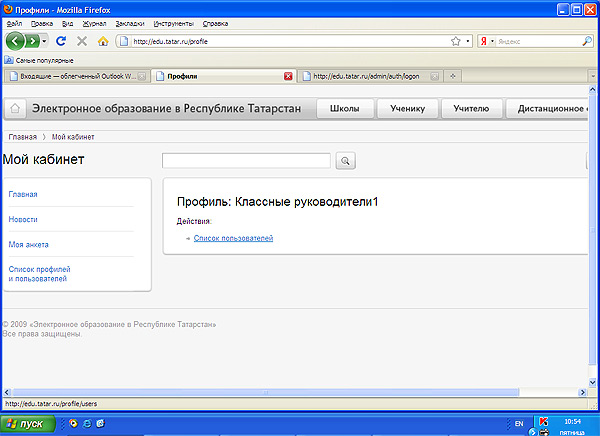 Профили - Mozilla Firefox
Файл Правка Вид Журнал Закладки Инструменты Справка
http://edu.tatar.ru/profile
Яндекс
Самые популярные
Входящие — облегченный Outlook W... Профили http://edu.tatar.ru/admin/auth/logon
Электронное образование в Республике Татарстан Школы Ученику Учителю Дистанционное
Главная Мой кабинет
Мой кабинет
Главная
Новости
Моя анкета
Список профилей
и пользователей
Профиль: Классные руководители1
Действия:
Список пользователей
© 2009 «Электронное образование в Республике Татарстан»
Все права защищены.
http://edu.tatar.ru/profile/users
пуск EN 10:54
пятница